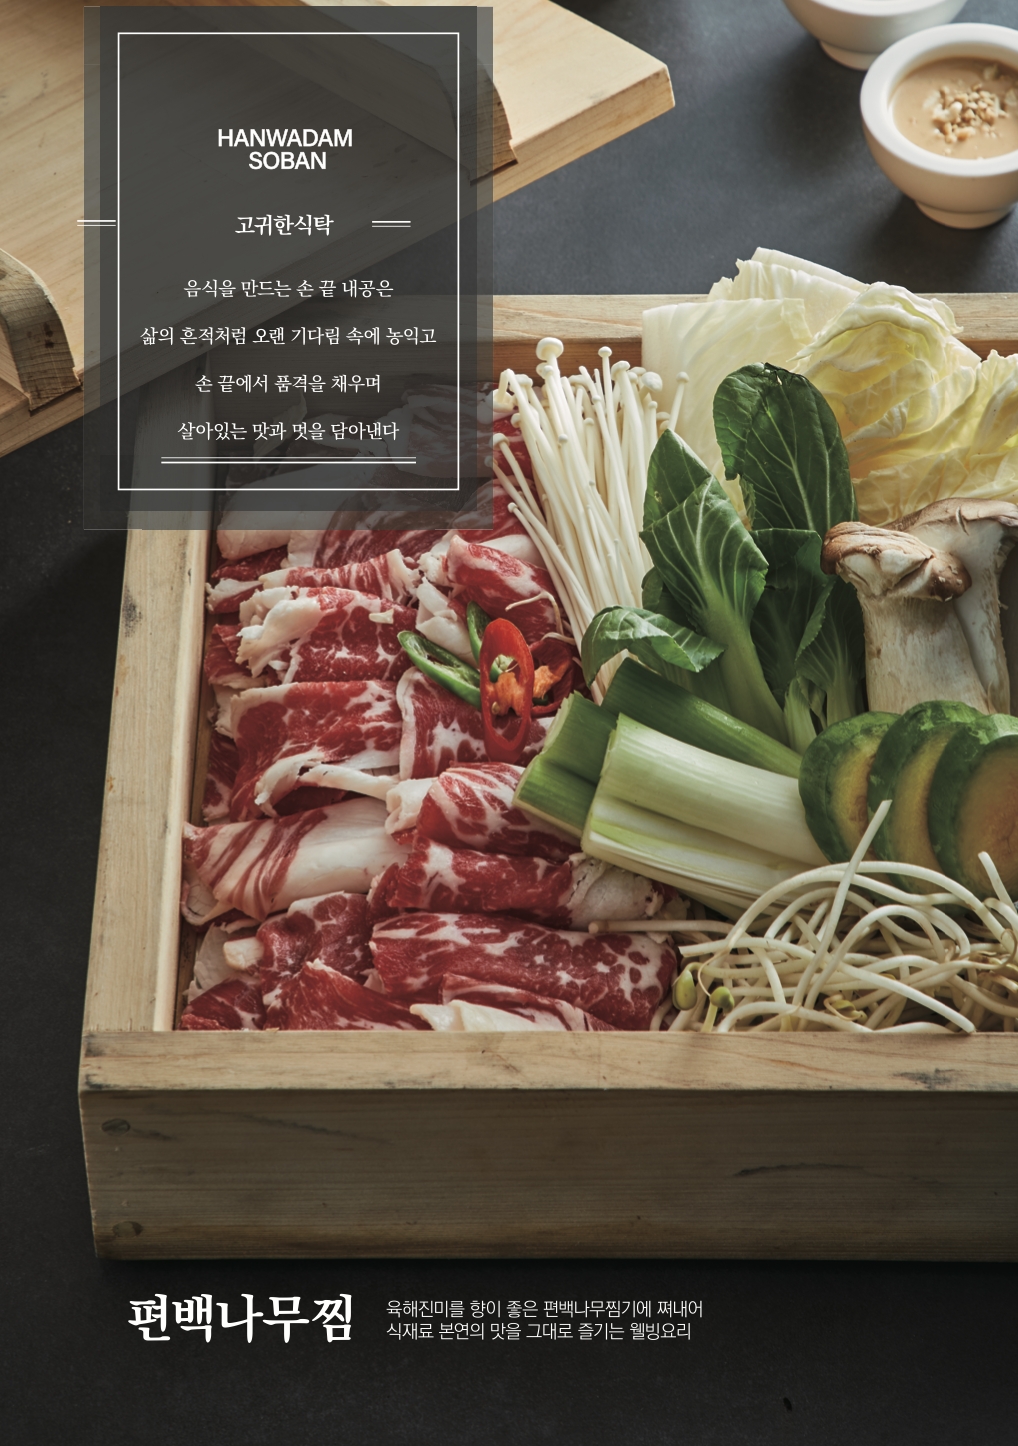 HANWADAM
SOBAN
고귀한식탁
음식을 만드는 손 끝 내공은
삶의 흔적처럼 오랜 기다림 속에 농익고
손 끝에서 품격을 채우며
살아있는 맛과 멋을 담아낸다
편백나무찜
육해진미를 향이 좋은 편백나무찜기에 쪄내어
식재료 본연의 맛을 그대로 즐기는 웰빙요리